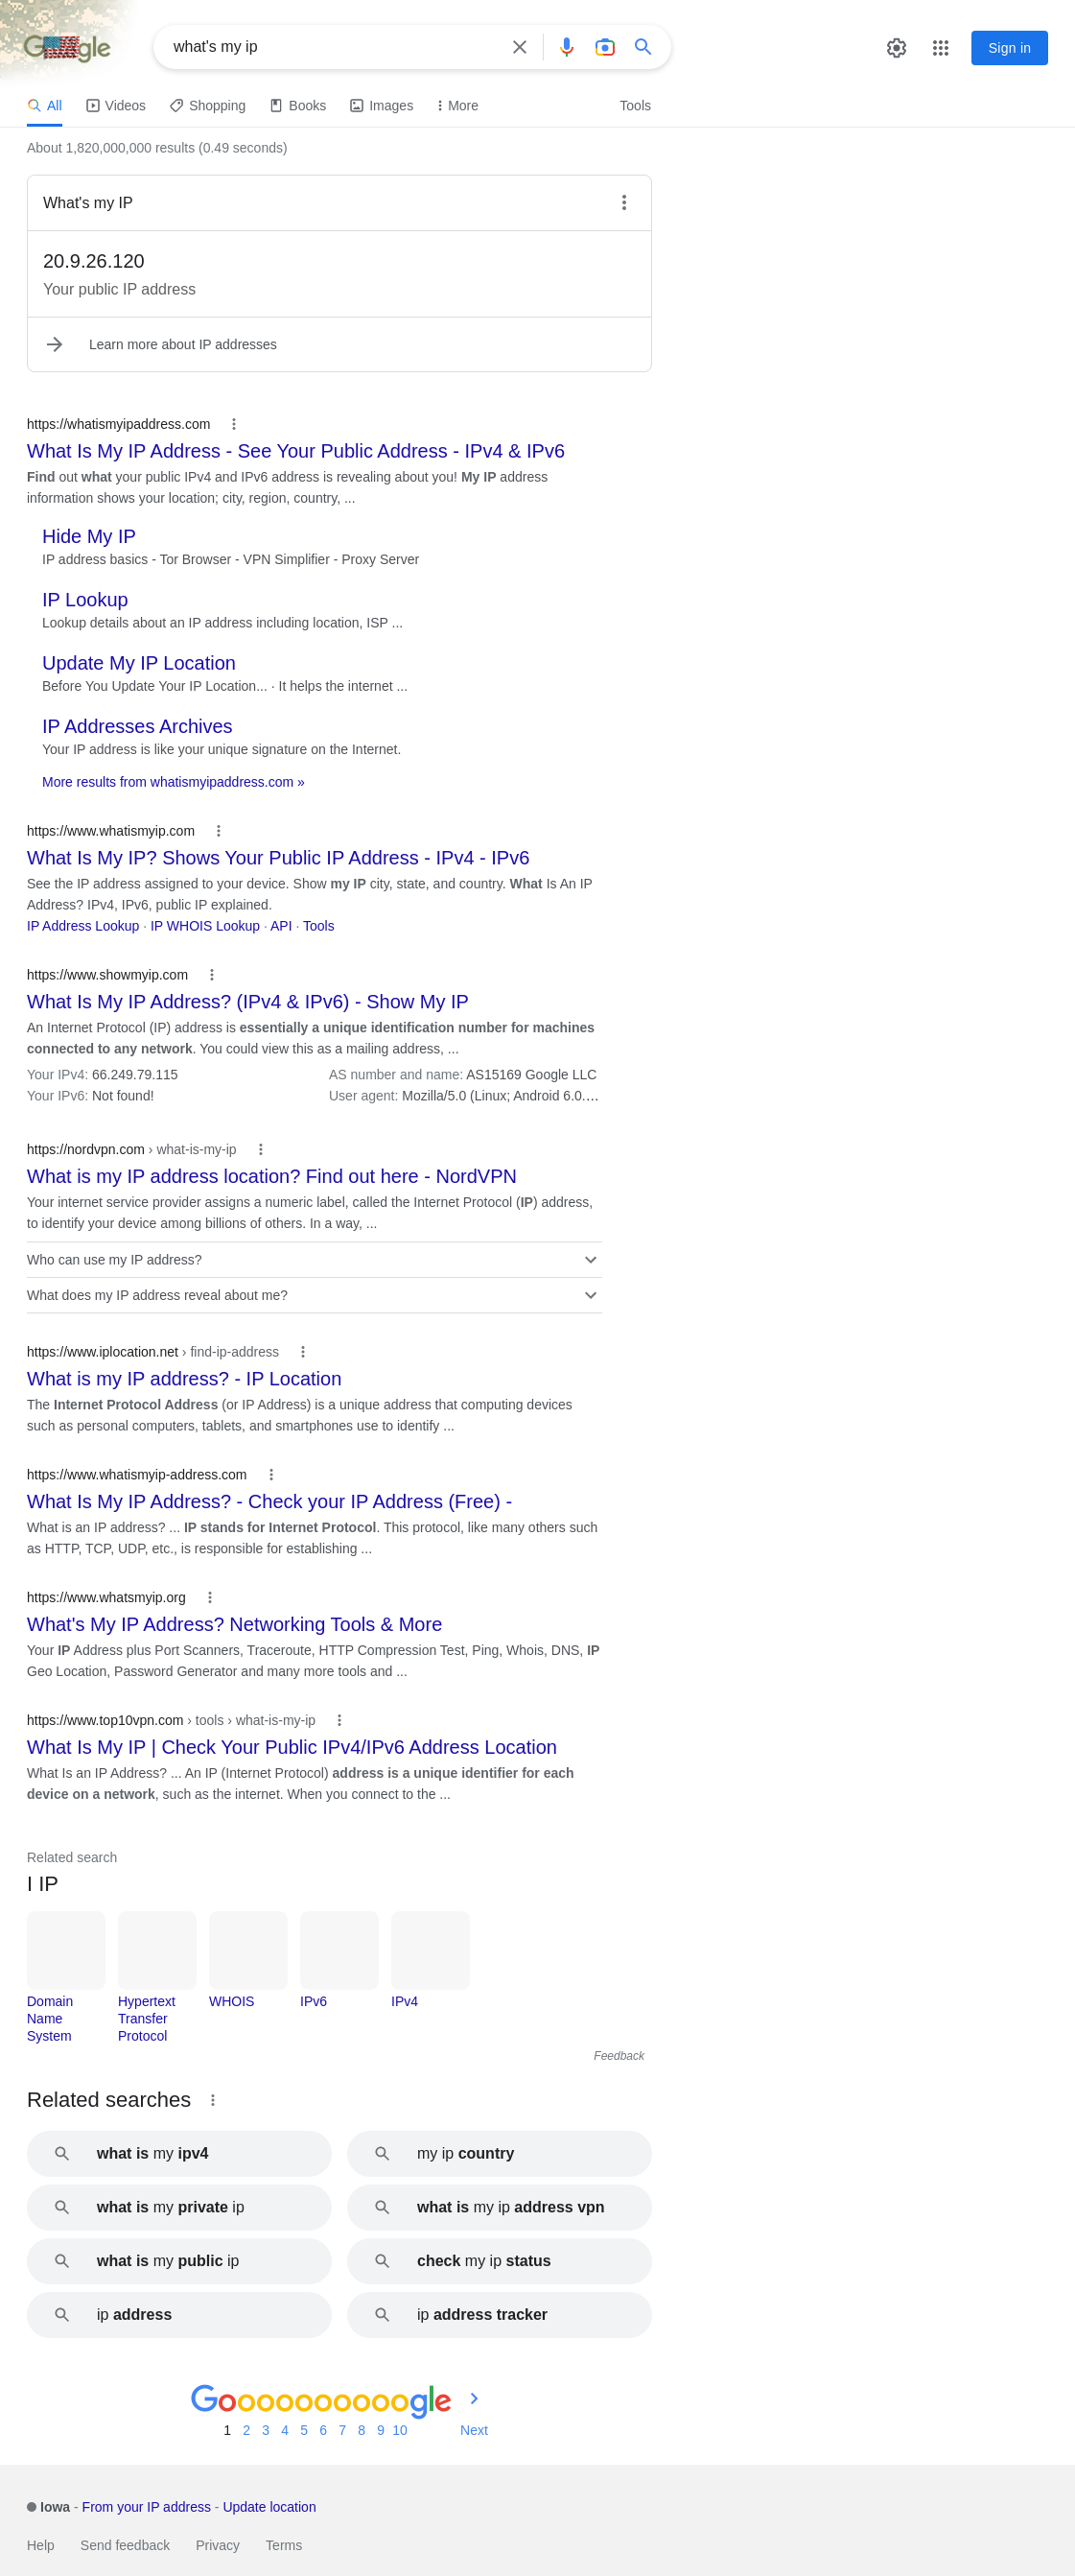 Google
what's my ip
Sign in
All Videos Shopping Books Images More Tools
About 1,820,000,000 results (0.49 seconds)
What's my IP
20.9.26.120
Your public IP address
Learn more about IP addresses
https://whatismyipaddress.com
What Is My IP Address - See Your Public Address - IPv4 & IPv6
Find out what your public IPv4 and IPv6 address is revealing about you! My IP address
information shows your location; city, region, country, ...
Hide My IP
IP address basics - Tor Browser - VPN Simplifier - Proxy Server
IP Lookup
Lookup details about an IP address including location, ISP ...
Update My IP Location
Before You Update Your IP Location... · It helps the internet ...
IP Addresses Archives
Your IP address is like your unique signature on the Internet.
More results from whatismyipaddress.com »
https://www.whatismyip.com
What Is My IP? Shows Your Public IP Address - IPv4 - IPv6
See the IP address assigned to your device. Show my IP city, state, and country. What Is An IP
Address? IPv4, IPv6, public IP explained.
IP Address Lookup · IP WHOIS Lookup · API · Tools
https://www.showmyip.com
What Is My IP Address? (IPv4 & IPv6) - Show My IP
An Internet Protocol (IP) address is essentially a unique identification number for machines
connected to any network. You could view this as a mailing address, ...
Your IPv4: 66.249.79.115 AS number and name: AS15169 Google LLC
Your IPv6: Not found! User agent: Mozilla/5.0 (Linux; Android 6.0....
https://nordvpn.com › what-is-my-ip
What is my IP address location? Find out here - NordVPN
Your internet service provider assigns a numeric label, called the Internet Protocol (IP) address,
to identify your device among billions of others. In a way, ...
Who can use my IP address?
What does my IP address reveal about me?
https://www.iplocation.net › find-ip-address
What is my IP address? - IP Location
The Internet Protocol Address (or IP Address) is a unique address that computing devices
such as personal computers, tablets, and smartphones use to identify ...
https://www.whatismyip-address.com
What Is My IP Address? - Check your IP Address (Free) -
What is an IP address? ... IP stands for Internet Protocol. This protocol, like many others such
as HTTP, TCP, UDP, etc., is responsible for establishing ...
https://www.whatsmyip.org
What's My IP Address? Networking Tools & More
Your IP Address plus Port Scanners, Traceroute, HTTP Compression Test, Ping, Whois, DNS, IP
Geo Location, Password Generator and many more tools and ...
https://www.top10vpn.com › tools › what-is-my-ip
What Is My IP | Check Your Public IPv4/IPv6 Address Location
What Is an IP Address? ... An IP (Internet Protocol) address is a unique identifier for each
device on a network, such as the internet. When you connect to the ...
Related search
I IP
Domain Hypertext WHOIS IPv6 IPv4
Name Transfer
System Protocol
Feedback
Related searches
what is my ipv4 my ip country
what is my private ip what is my ip address vpn
what is my public ip check my ip status
ip address ip address tracker
Goooooooooogle
1 2 3 4 5 6 7 8 9 10 Next
Iowa - From your IP address - Update location
Help Send feedback Privacy Terms